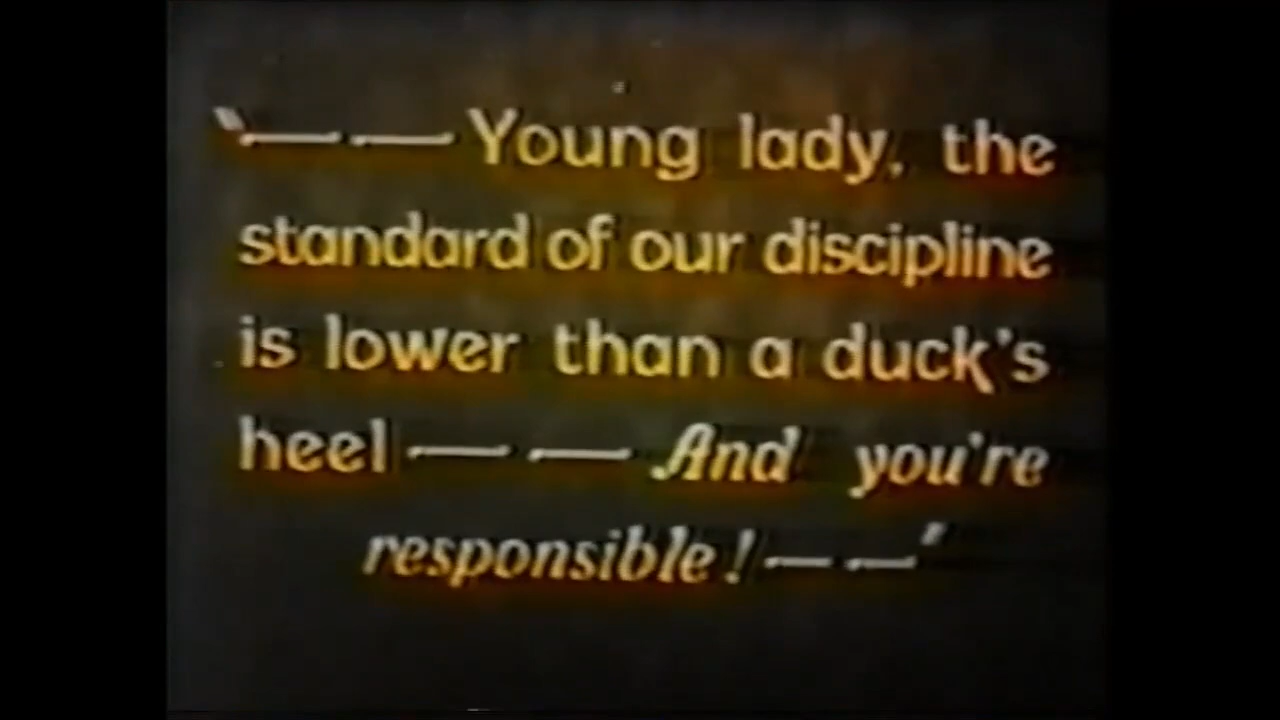 "—— Young lady, the
standard of our discipline
is lower than a duck's
heel —— And you're
responsible! ——"